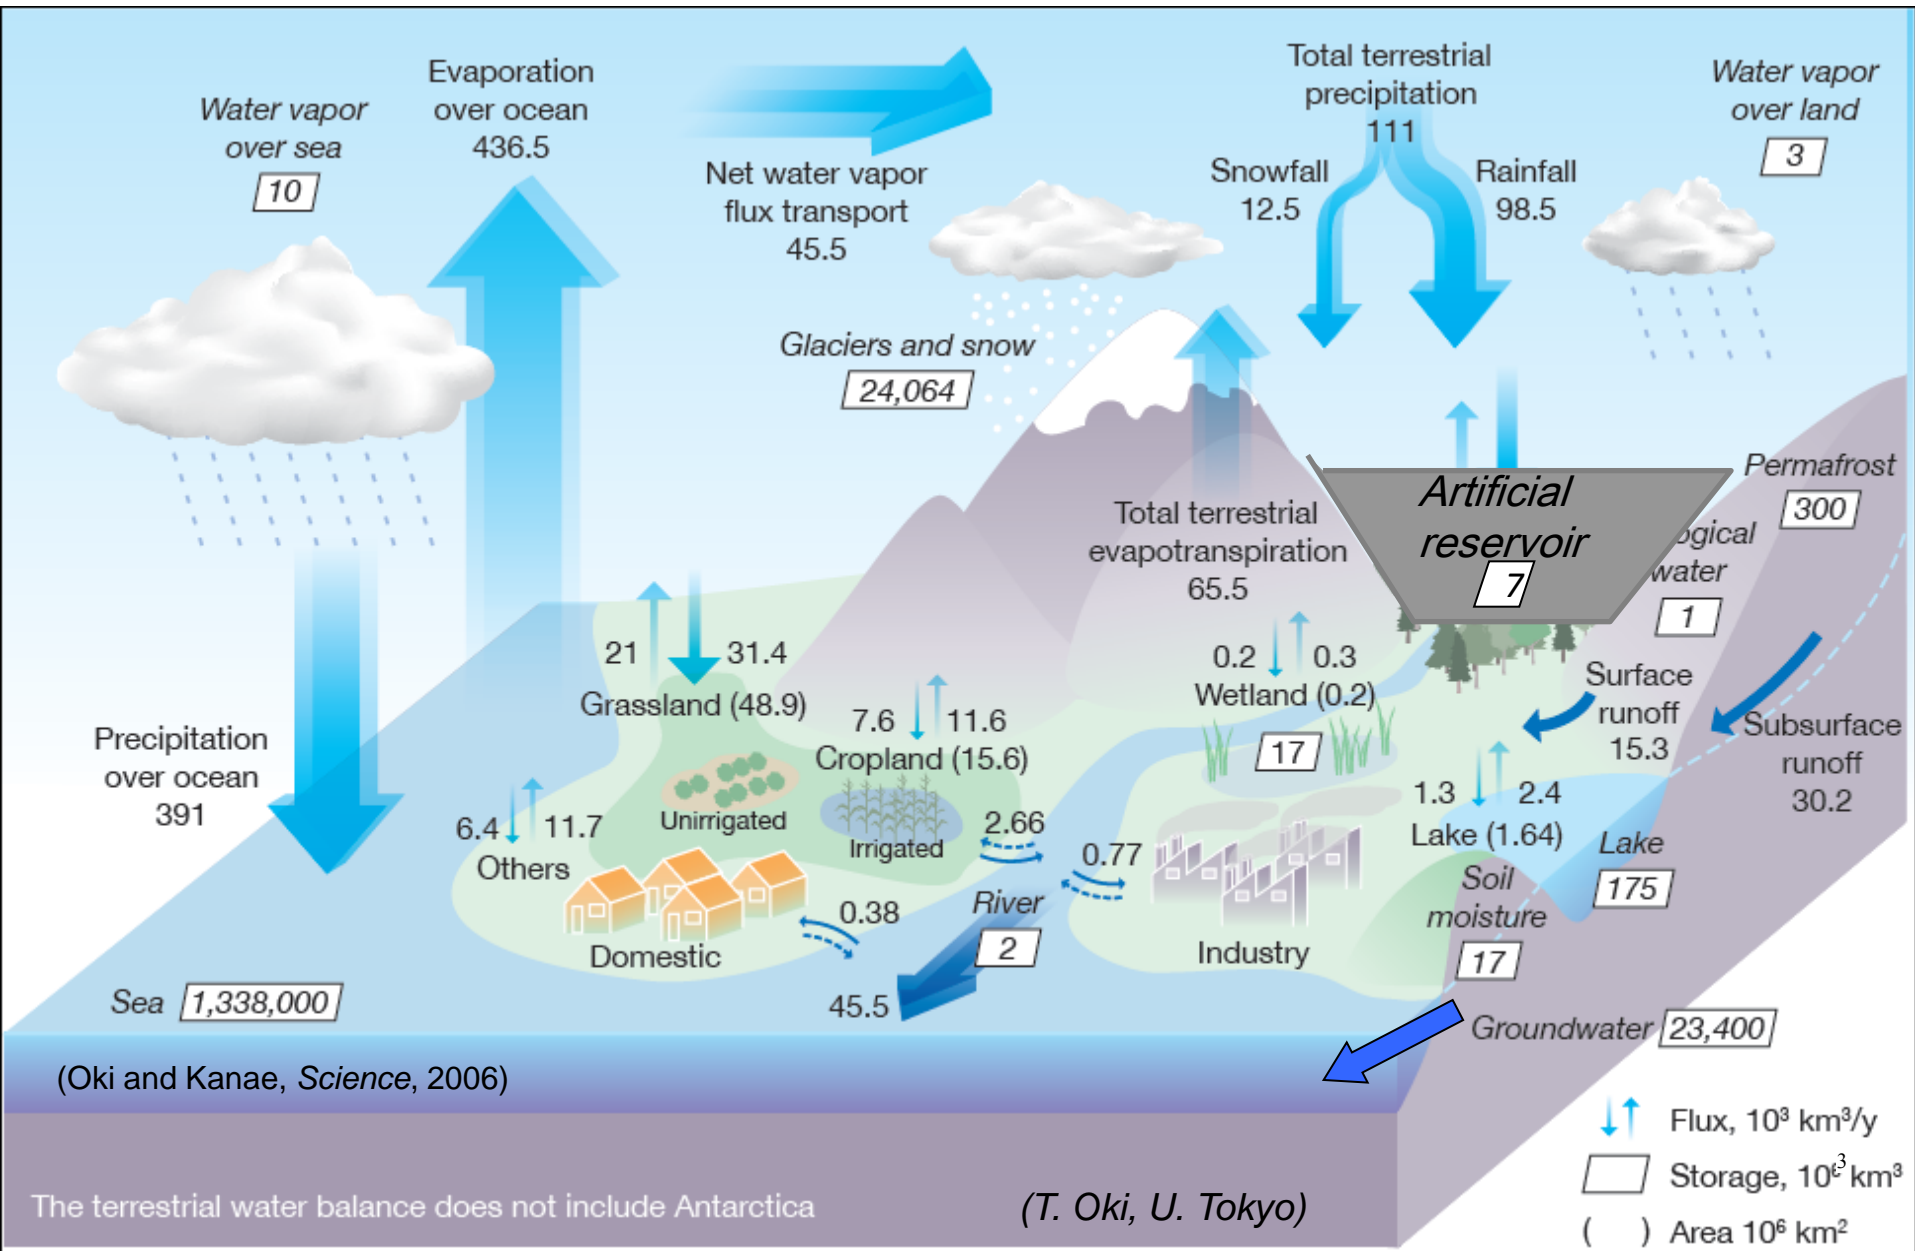 Evaporation
over ocean
436.5
Water vapor
over sea
10
Net water vapor
flux transport
45.5
Total terrestrial
precipitation
111
Snowfall
12.5
Rainfall
98.5
Water vapor
over land
3
Glaciers and snow
24,064
Permafrost
300
Artificial
reservoir
7
ogical
water
1
Total terrestrial
evapotranspiration
65.5
21 31.4
Grassland (48.9)
7.6 11.6
Cropland (15.6)
0.2 0.3
Wetland (0.2)
17
Surface
runoff
15.3
Subsurface
runoff
30.2
Precipitation
over ocean
391
6.4 11.7
Others
Unirrigated
Irrigated
2.66
0.77
1.3 2.4
Lake (1.64)
Lake
175
Soil
moisture
17
0.38
River
2
Domestic
Industry
45.5
Sea 1,338,000
Groundwater 23,400
(Oki and Kanae, Science, 2006)
Flux, 10³ km³/y
Storage, 10³ km³
( ) Area 10⁶ km²
The terrestrial water balance does not include Antarctica
(T. Oki, U. Tokyo)